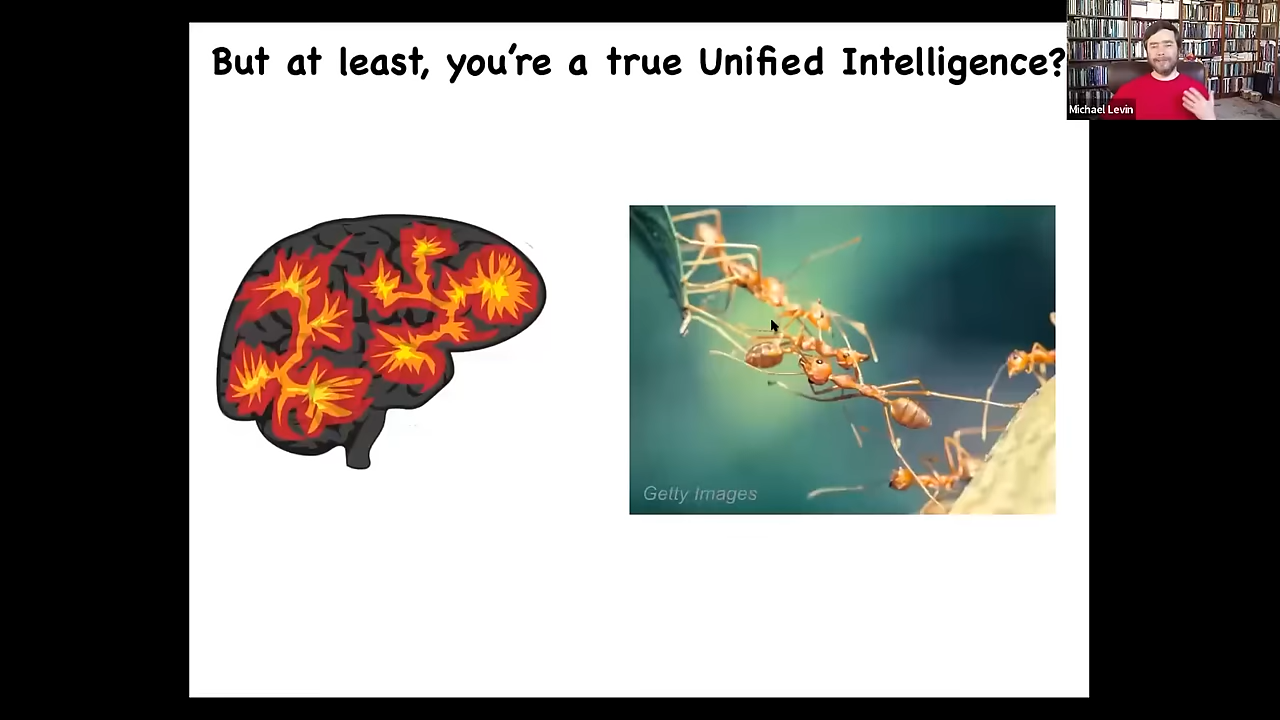 But at least, you're a true Unified Intelligence?
Michael Levin
Getty Images